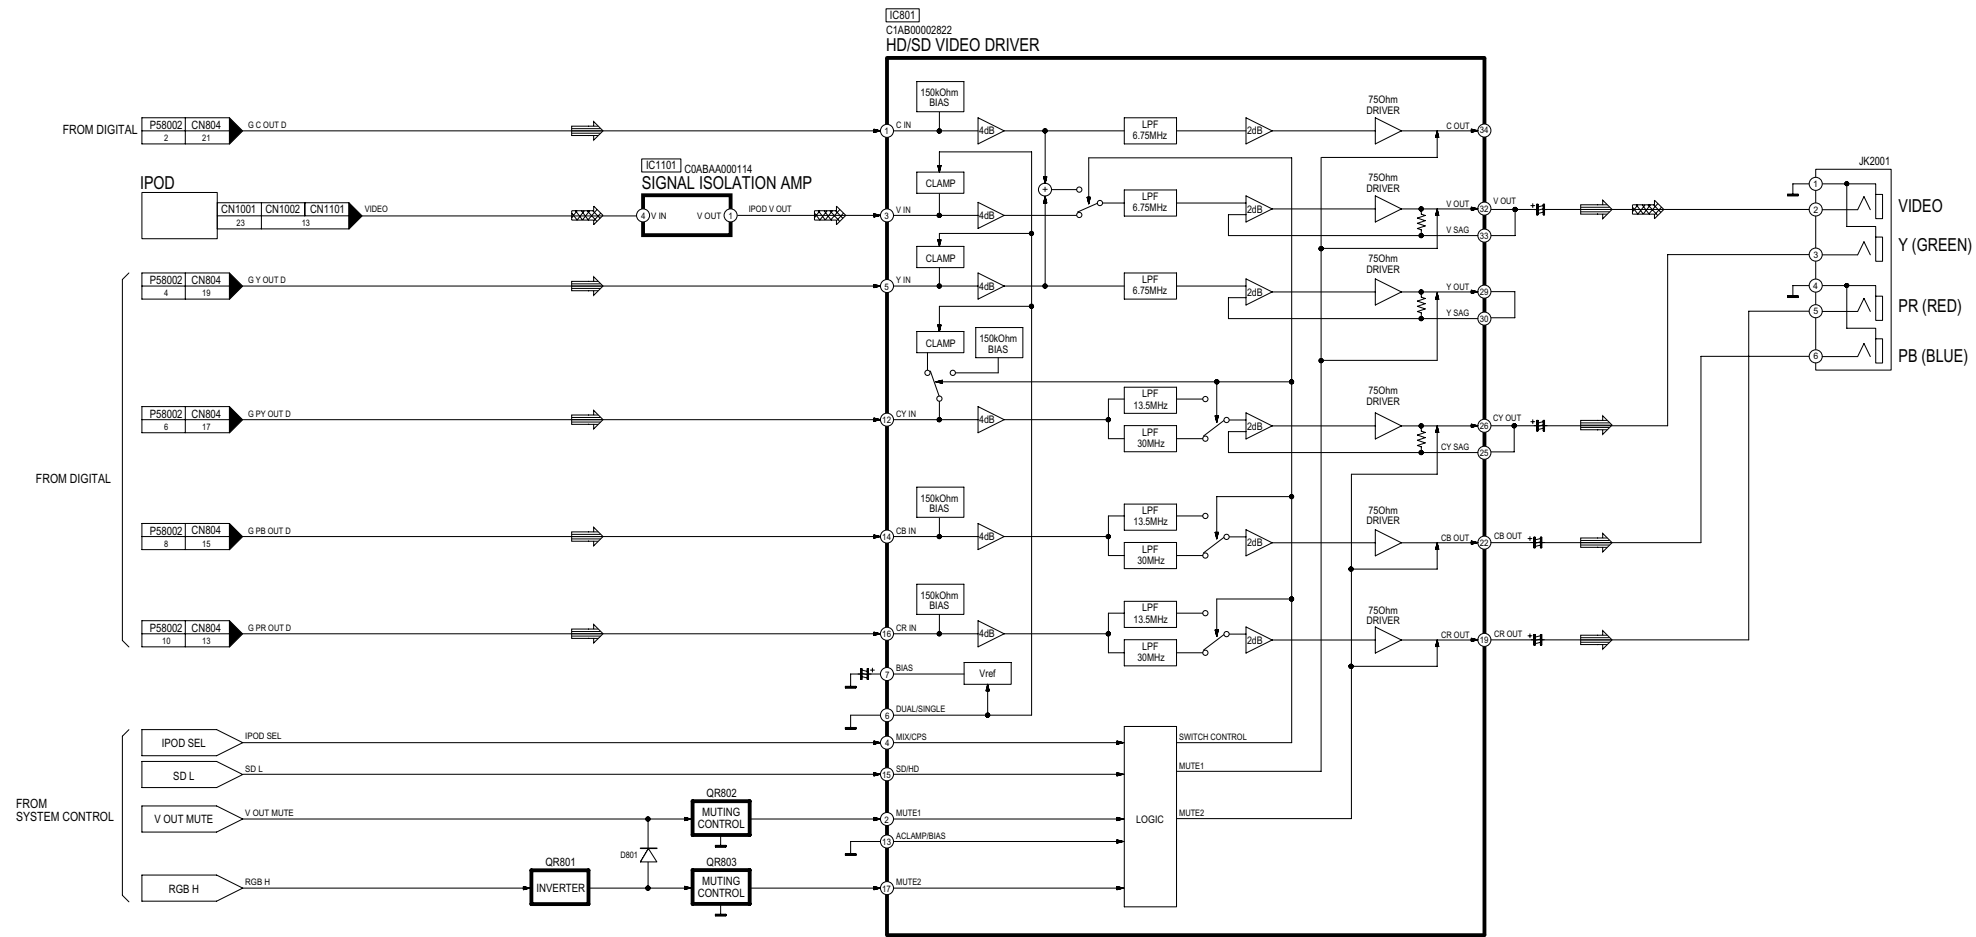 IC801
C1AB00002822
HD/SD VIDEO DRIVER
150kOhm
BIAS
75Ohm
DRIVER
FROM DIGITAL
P58002 CN804
2 21
G C OUT D
1
C IN
4dB
LPF
6.75MHz
2dB
C OUT
34
IPOD
CN1001 CN1002 CN1101
23 13
VIDEO
IC1101
C0ABAA000114
SIGNAL ISOLATION AMP
4
V IN
V OUT
1
IPOD V OUT
CLAMP
3
V IN
4dB
+
LPF
6.75MHz
2dB
75Ohm
DRIVER
V OUT
32
V OUT
+
V SAG
33
JK2001
1
2
VIDEO
3
Y (GREEN)
4
5
PR (RED)
6
PB (BLUE)
CLAMP
P58002 CN804
4 19
G Y OUT D
5
Y IN
4dB
LPF
6.75MHz
2dB
75Ohm
DRIVER
Y OUT
29
Y SAG
30
CLAMP
150kOhm
BIAS
FROM DIGITAL
P58002 CN804
6 17
G PY OUT D
12
CY IN
4dB
LPF
13.5MHz
LPF
30MHz
2dB
75Ohm
DRIVER
26
CY OUT
+
CY SAG
25
150kOhm
BIAS
P58002 CN804
8 15
G PB OUT D
14
CB IN
4dB
LPF
13.5MHz
LPF
30MHz
2dB
75Ohm
DRIVER
CB OUT
22
CB OUT
+
150kOhm
BIAS
P58002 CN804
10 13
G PR OUT D
16
CR IN
4dB
LPF
13.5MHz
LPF
30MHz
2dB
75Ohm
DRIVER
CR OUT
19
CR OUT
+
+
7
BIAS
Vref
6
DUAL/SINGLE
FROM
SYSTEM CONTROL
IPOD SEL
IPOD SEL
4
MIX/CPS
SWITCH CONTROL
SD L
SD L
15
SD/HD
MUTE1
V OUT MUTE
V OUT MUTE
QR802
MUTING
CONTROL
2
MUTE1
LOGIC
MUTE2
13
ACLAMP/BIAS
D801
RGB H
RGB H
QR801
INVERTER
QR803
MUTING
CONTROL
17
MUTE2